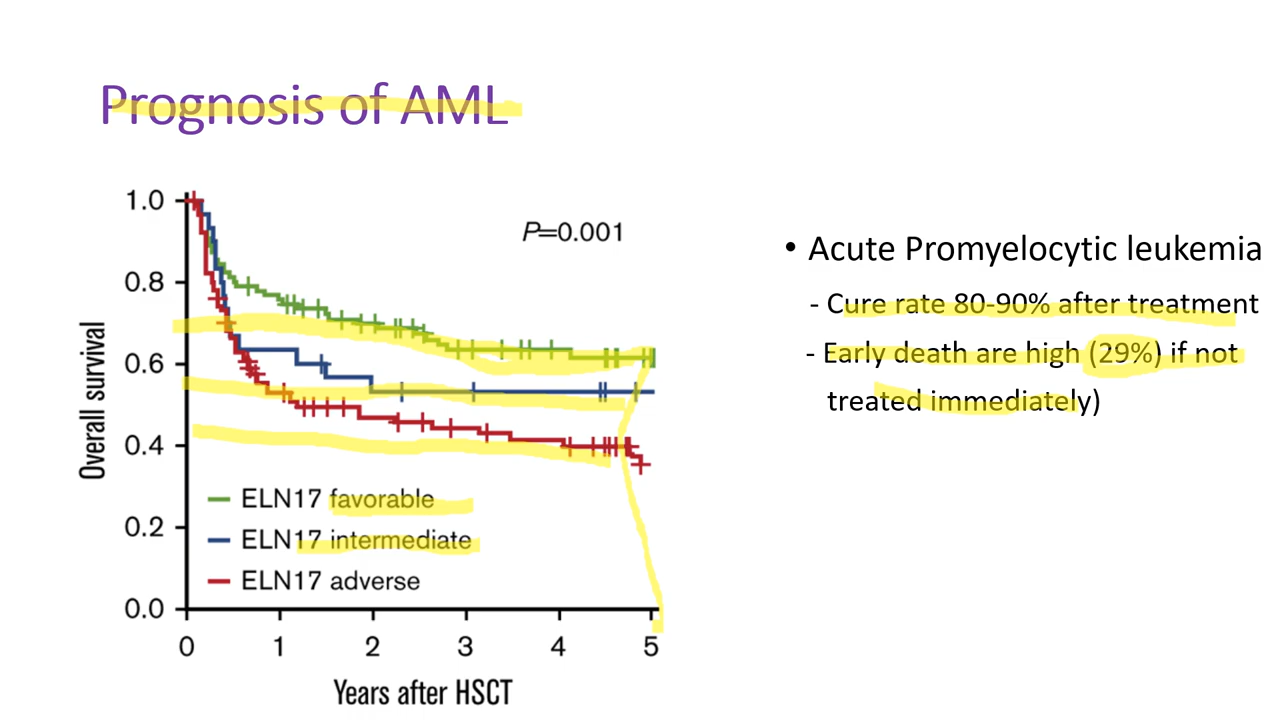 Prognosis of AML
1.0
0.8
0.6
0.4
0.2
0.0
Overall survival
P=0.001
ELN17 favorable
ELN17 intermediate
ELN17 adverse
0 1 2 3 4 5
Years after HSCT
• Acute Promyelocytic leukemia
- Cure rate 80-90% after treatment
- Early death are high (29%) if not
treated immediately)